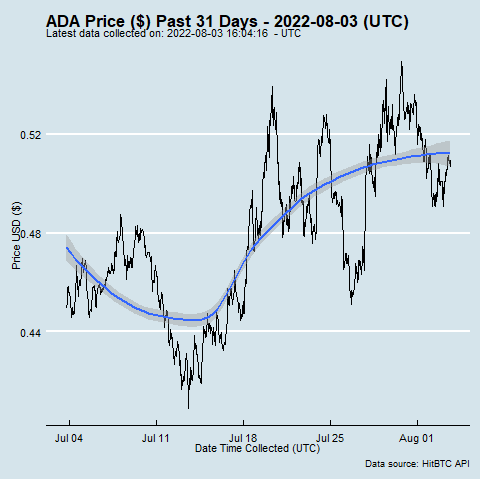 ADA Price ($) Past 31 Days - 2022-08-03 (UTC)
Latest data collected on: 2022-08-03 16:04:16 - UTC
0.52
0.48
0.44
Price USD ($)
Jul 04
Jul 11
Jul 18
Jul 25
Aug 01
Date Time Collected (UTC)
Data source: HitBTC API